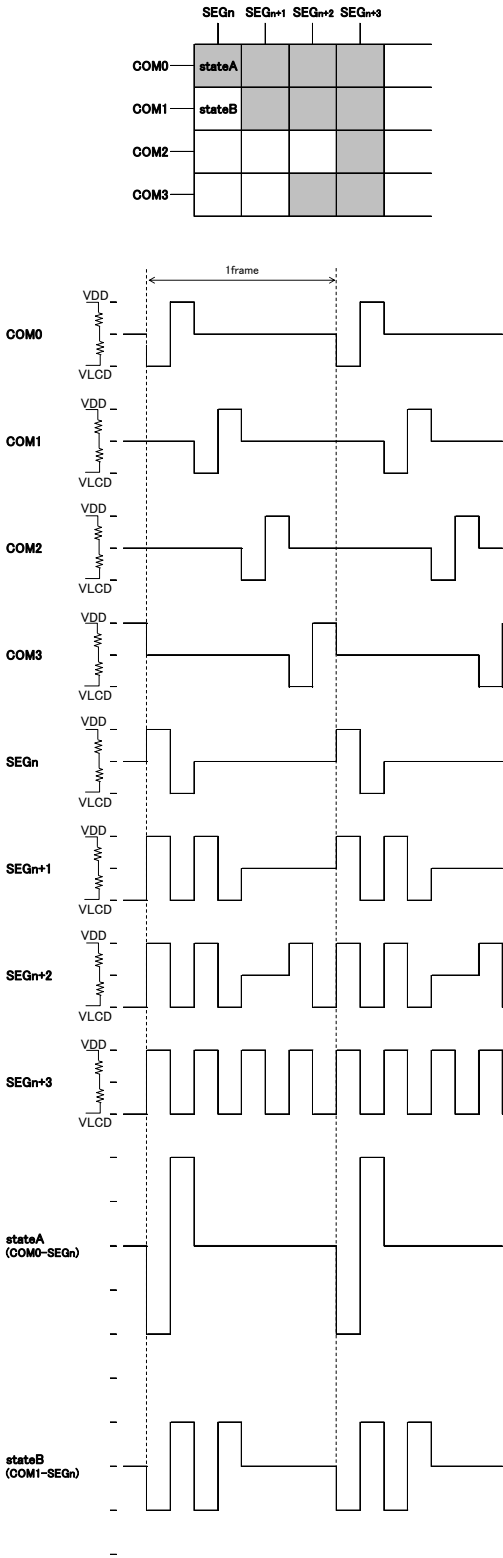 SEGn SEGn+1 SEGn+2 SEGn+3
COM0 stateA
COM1 stateB
COM2
COM3
1frame
VDD
COM0
VLCD
VDD
COM1
VLCD
VDD
COM2
VLCD
VDD
COM3
VLCD
VDD
SEGn
VLCD
VDD
SEGn+1
VLCD
VDD
SEGn+2
VLCD
VDD
SEGn+3
VLCD
stateA
(COM0-SEGn)
stateB
(COM1-SEGn)